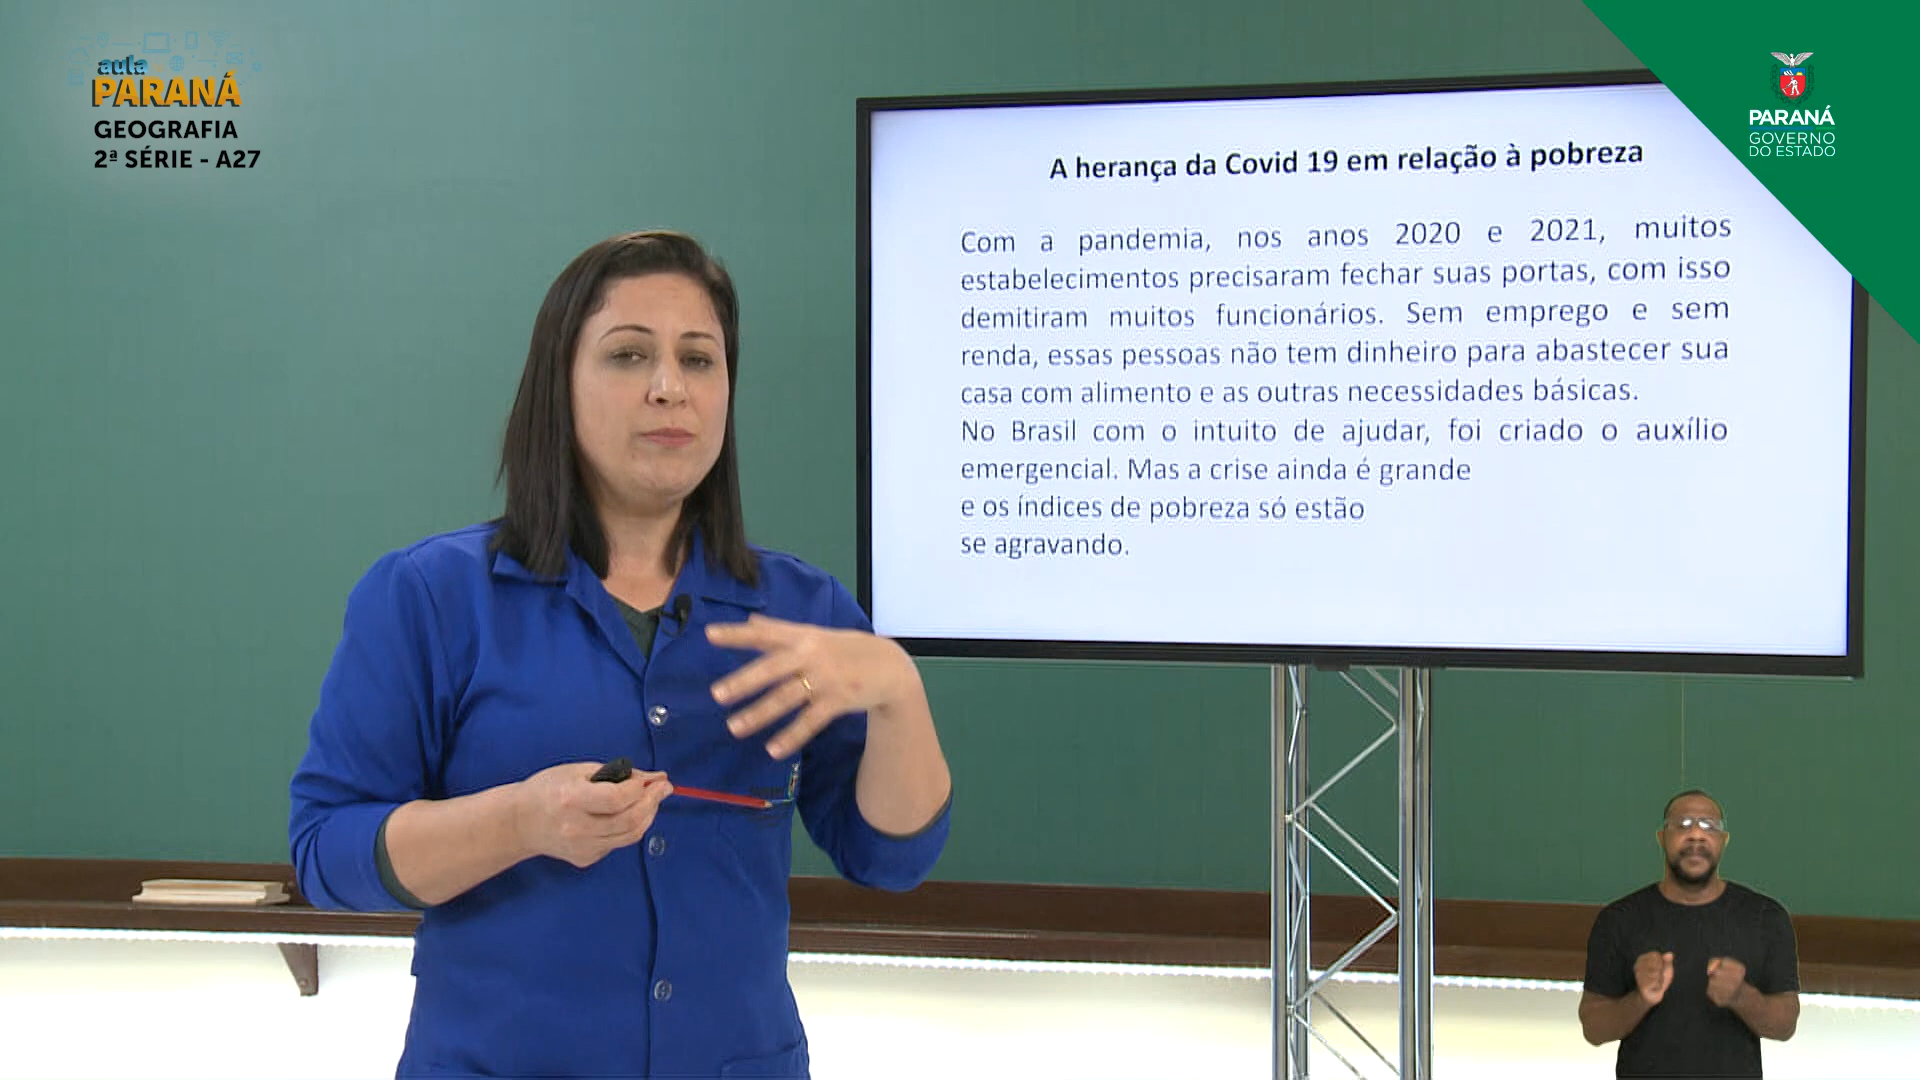 aula
PARANÁ
GEOGRAFIA
2ª SÉRIE - A27
PARANÁ
GOVERNO
DO ESTADO
A herança da Covid 19 em relação à pobreza
Com a pandemia, nos anos 2020 e 2021, muitos
estabelecimentos precisaram fechar suas portas, com isso
demitiram muitos funcionários. Sem emprego e sem
renda, essas pessoas não tem dinheiro para abastecer sua
casa com alimento e as outras necessidades básicas.
No Brasil com o intuito de ajudar, foi criado o auxílio
emergencial. Mas a crise ainda é grande
e os índices de pobreza só estão
se agravando.